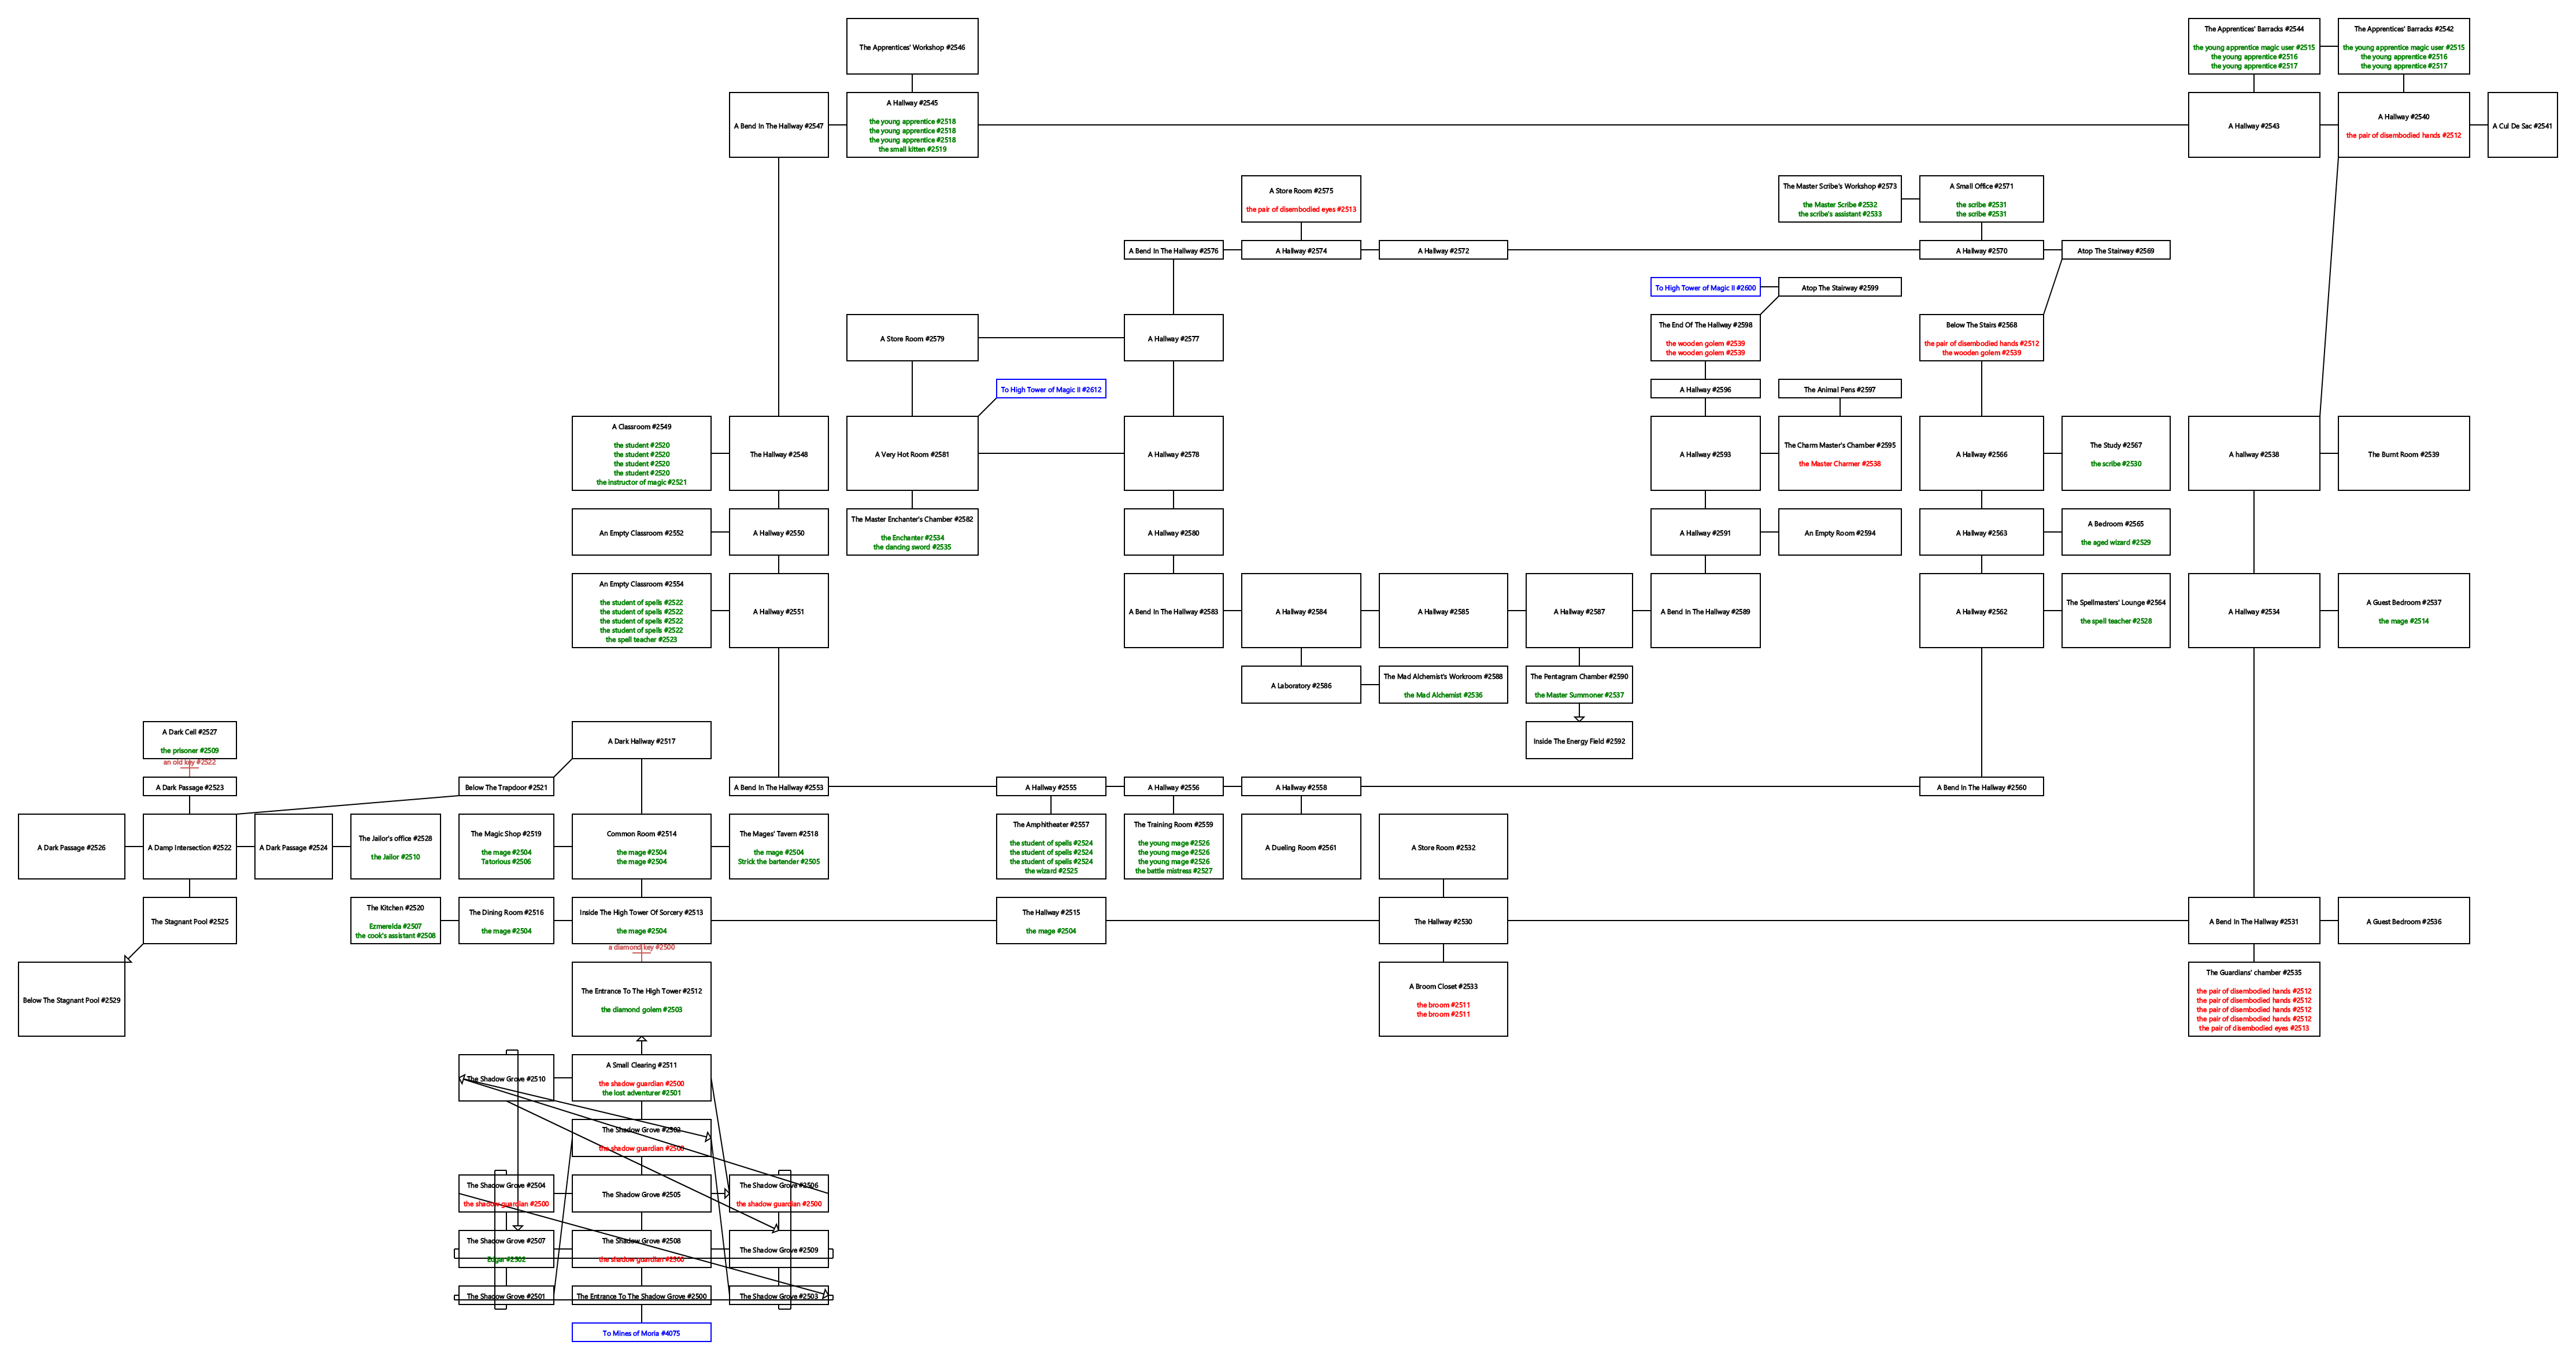 The Apprentices' Workshop #2546
The Apprentices' Barracks #2544
the young apprentice magic user #2515
the young apprentice #2516
the young apprentice #2517
The Apprentices' Barracks #2542
the young apprentice magic user #2515
the young apprentice #2516
the young apprentice #2517
A Bend In The Hallway #2547
A Hallway #2545
the young apprentice #2518
the young apprentice #2518
the young apprentice #2518
the small kitten #2519
A Hallway #2543
A Hallway #2540
the pair of disembodied hands #2512
A Cul De Sac #2541
A Store Room #2575
the pair of disembodied eyes #2513
The Master Scribe's Workshop #2573
the Master Scribe #2532
the scribe's assistant #2533
A Small Office #2571
the scribe #2531
the scribe #2531
A Bend In The Hallway #2576
A Hallway #2574
A Hallway #2572
A Hallway #2570
Atop The Stairway #2569
To High Tower of Magic II #2600
Atop The Stairway #2599
A Store Room #2579
A Hallway #2577
The End Of The Hallway #2598
the wooden golem #2539
the wooden golem #2539
Below The Stairs #2568
the pair of disembodied hands #2512
the wooden golem #2539
To High Tower of Magic II #2612
A Hallway #2596
The Animal Pens #2597
A Classroom #2549
the student #2520
the student #2520
the student #2520
the student #2520
the instructor of magic #2521
The Hallway #2548
A Very Hot Room #2581
A Hallway #2578
A Hallway #2593
The Charm Master's Chamber #2595
the Master Charmer #2538
A Hallway #2566
The Study #2567
the scribe #2530
A hallway #2538
The Burnt Room #2539
An Empty Classroom #2552
A Hallway #2550
The Master Enchanter's Chamber #2582
the Enchanter #2534
the dancing sword #2535
A Hallway #2580
A Hallway #2591
An Empty Room #2594
A Hallway #2563
A Bedroom #2565
the aged wizard #2529
An Empty Classroom #2554
the student of spells #2522
the student of spells #2522
the student of spells #2522
the student of spells #2522
the spell teacher #2523
A Hallway #2551
A Bend In The Hallway #2583
A Hallway #2584
A Hallway #2585
A Hallway #2587
A Bend In The Hallway #2589
A Hallway #2562
The Spellmasters' Lounge #2564
the spell teacher #2528
A Hallway #2534
A Guest Bedroom #2537
the mage #2514
A Laboratory #2586
The Mad Alchemist's Workroom #2588
the Mad Alchemist #2536
The Pentagram Chamber #2590
the Master Summoner #2537
A Dark Cell #2527
the prisoner #2509
an old key #2522
A Dark Hallway #2517
Inside The Energy Field #2592
A Dark Passage #2523
Below The Trapdoor #2521
A Bend In The Hallway #2553
A Hallway #2555
A Hallway #2556
A Hallway #2558
A Bend In The Hallway #2560
A Dark Passage #2526
A Damp Intersection #2522
A Dark Passage #2524
The Jailor's office #2528
the Jailor #2510
The Magic Shop #2519
the mage #2504
Tatorious #2506
Common Room #2514
the mage #2504
the mage #2504
The Mages' Tavern #2518
the mage #2504
Strick the bartender #2505
The Amphitheater #2557
the student of spells #2524
the student of spells #2524
the student of spells #2524
the wizard #2525
The Training Room #2559
the young mage #2526
the young mage #2526
the young mage #2526
the battle mistress #2527
A Dueling Room #2561
A Store Room #2532
The Stagnant Pool #2525
The Kitchen #2520
Ezmerelda #2507
the cook's assistant #2508
The Dining Room #2516
the mage #2504
Inside The High Tower Of Sorcery #2513
the mage #2504
a diamond key #2500
The Hallway #2515
the mage #2504
The Hallway #2530
A Bend In The Hallway #2531
A Guest Bedroom #2536
Below The Stagnant Pool #2529
The Entrance To The High Tower #2512
the diamond golem #2503
A Broom Closet #2533
the broom #2511
the broom #2511
The Guardians' chamber #2535
the pair of disembodied hands #2512
the pair of disembodied hands #2512
the pair of disembodied hands #2512
the pair of disembodied hands #2512
the pair of disembodied eyes #2513
The Shadow Grove #2510
A Small Clearing #2511
the shadow guardian #2500
the lost adventurer #2501
The Shadow Grove #2502
the shadow guardian #2500
The Shadow Grove #2504
the shadow guardian #2500
The Shadow Grove #2505
The Shadow Grove #2506
the shadow guardian #2500
The Shadow Grove #2507
Edgar #2502
The Shadow Grove #2508
the shadow guardian #2500
The Shadow Grove #2509
The Shadow Grove #2501
The Entrance To The Shadow Grove #2500
The Shadow Grove #2503
To Mines of Moria #4075